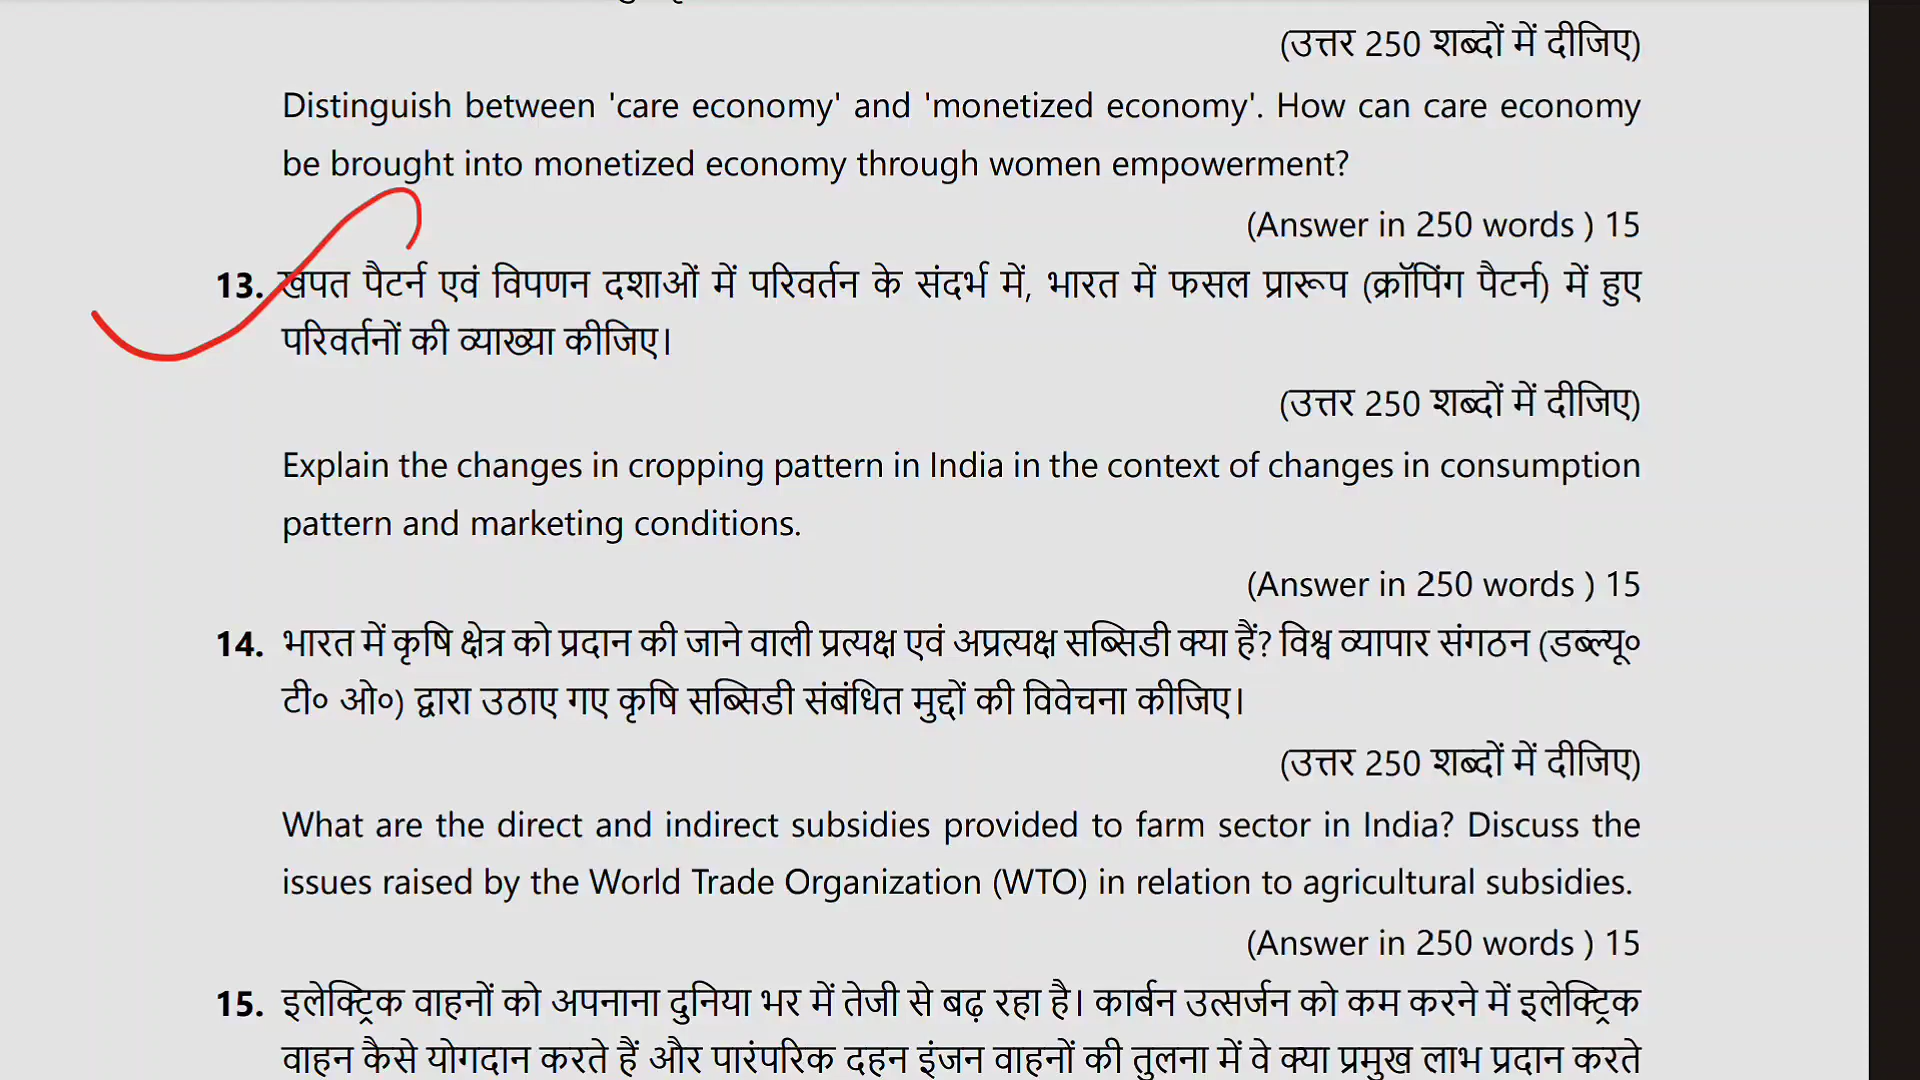 (उत्तर 250 शब्दों में दीजिए)
Distinguish between 'care economy' and 'monetized economy'. How can care economy
be brought into monetized economy through women empowerment?
(Answer in 250 words ) 15
13. खपत पैटर्न एवं विपणन दशाओं में परिवर्तन के संदर्भ में, भारत में फसल प्रारूप (क्रॉपिंग पैटर्न) में हुए
परिवर्तनों की व्याख्या कीजिए।
(उत्तर 250 शब्दों में दीजिए)
Explain the changes in cropping pattern in India in the context of changes in consumption
pattern and marketing conditions.
(Answer in 250 words ) 15
14. भारत में कृषि क्षेत्र को प्रदान की जाने वाली प्रत्यक्ष एवं अप्रत्यक्ष सब्सिडी क्या हैं? विश्व व्यापार संगठन (डब्ल्यू०
टी० ओ०) द्वारा उठाए गए कृषि सब्सिडी संबंधित मुद्दों की विवेचना कीजिए।
(उत्तर 250 शब्दों में दीजिए)
What are the direct and indirect subsidies provided to farm sector in India? Discuss the
issues raised by the World Trade Organization (WTO) in relation to agricultural subsidies.
(Answer in 250 words ) 15
15. इलेक्ट्रिक वाहनों को अपनाना दुनिया भर में तेजी से बढ़ रहा है। कार्बन उत्सर्जन को कम करने में इलेक्ट्रिक
वाहन कैसे योगदान करते हैं और पारंपरिक दहन इंजन वाहनों की तुलना में वे क्या प्रमुख लाभ प्रदान करते